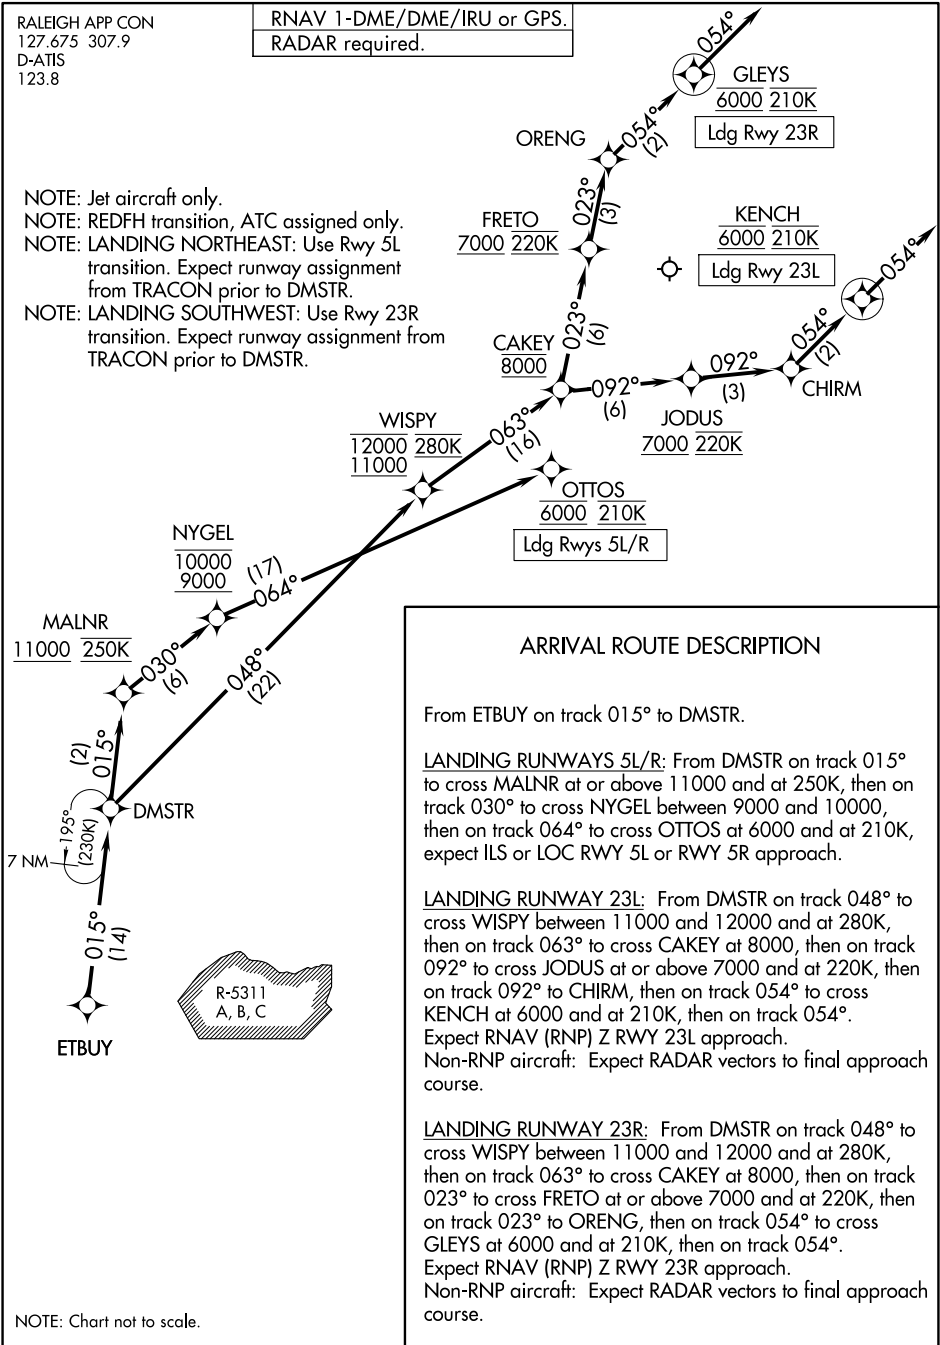 RALEIGH APP CON
127.675 307.9
D-ATIS
123.8
RNAV 1-DME/DME/IRU or GPS.
RADAR required.
NOTE: Jet aircraft only.
NOTE: REDFH transition, ATC assigned only.
NOTE: LANDING NORTHEAST: Use Rwy 5L
transition. Expect runway assignment
from TRACON prior to DMSTR.
NOTE: LANDING SOUTHWEST: Use Rwy 23R
transition. Expect runway assignment from
TRACON prior to DMSTR.
054°
GLEYS
6000 210K
Ldg Rwy 23R
ORENG
054°
(2)
023°
(3)
FRETO
7000 220K
KENCH
6000 210K
Ldg Rwy 23L
054°
023°
(6)
054°
(2)
CAKEY
8000
092°
(6)
092°
(3)
CHIRM
JODUS
7000 220K
WISPY
12000 280K
11000
063°
(16)
OTTOS
6000 210K
Ldg Rwys 5L/R
NYGEL
10000
9000
(17)
064°
MALNR
11000 250K
030°
(6)
048°
(22)
(2)
015°
DMSTR
195°
(230K)
7 NM
015°
(14)
R-5311
A, B, C
ETBUY
ARRIVAL ROUTE DESCRIPTION
From ETBUY on track 015° to DMSTR.
LANDING RUNWAYS 5L/R: From DMSTR on track 015°
to cross MALNR at or above 11000 and at 250K, then on
track 030° to cross NYGEL between 9000 and 10000,
then on track 064° to cross OTTOS at 6000 and at 210K,
expect ILS or LOC RWY 5L or RWY 5R approach.
LANDING RUNWAY 23L: From DMSTR on track 048° to
cross WISPY between 11000 and 12000 and at 280K,
then on track 063° to cross CAKEY at 8000, then on track
092° to cross JODUS at or above 7000 and at 220K, then
on track 092° to CHIRM, then on track 054° to cross
KENCH at 6000 and at 210K, then on track 054°.
Expect RNAV (RNP) Z RWY 23L approach.
Non-RNP aircraft: Expect RADAR vectors to final approach
course.
LANDING RUNWAY 23R: From DMSTR on track 048° to
cross WISPY between 11000 and 12000 and at 280K,
then on track 063° to cross CAKEY at 8000, then on track
023° to cross FRETO at or above 7000 and at 220K, then
on track 023° to ORENG, then on track 054° to cross
GLEYS at 6000 and at 210K, then on track 054°.
Expect RNAV (RNP) Z RWY 23R approach.
Non-RNP aircraft: Expect RADAR vectors to final approach
course.
NOTE: Chart not to scale.